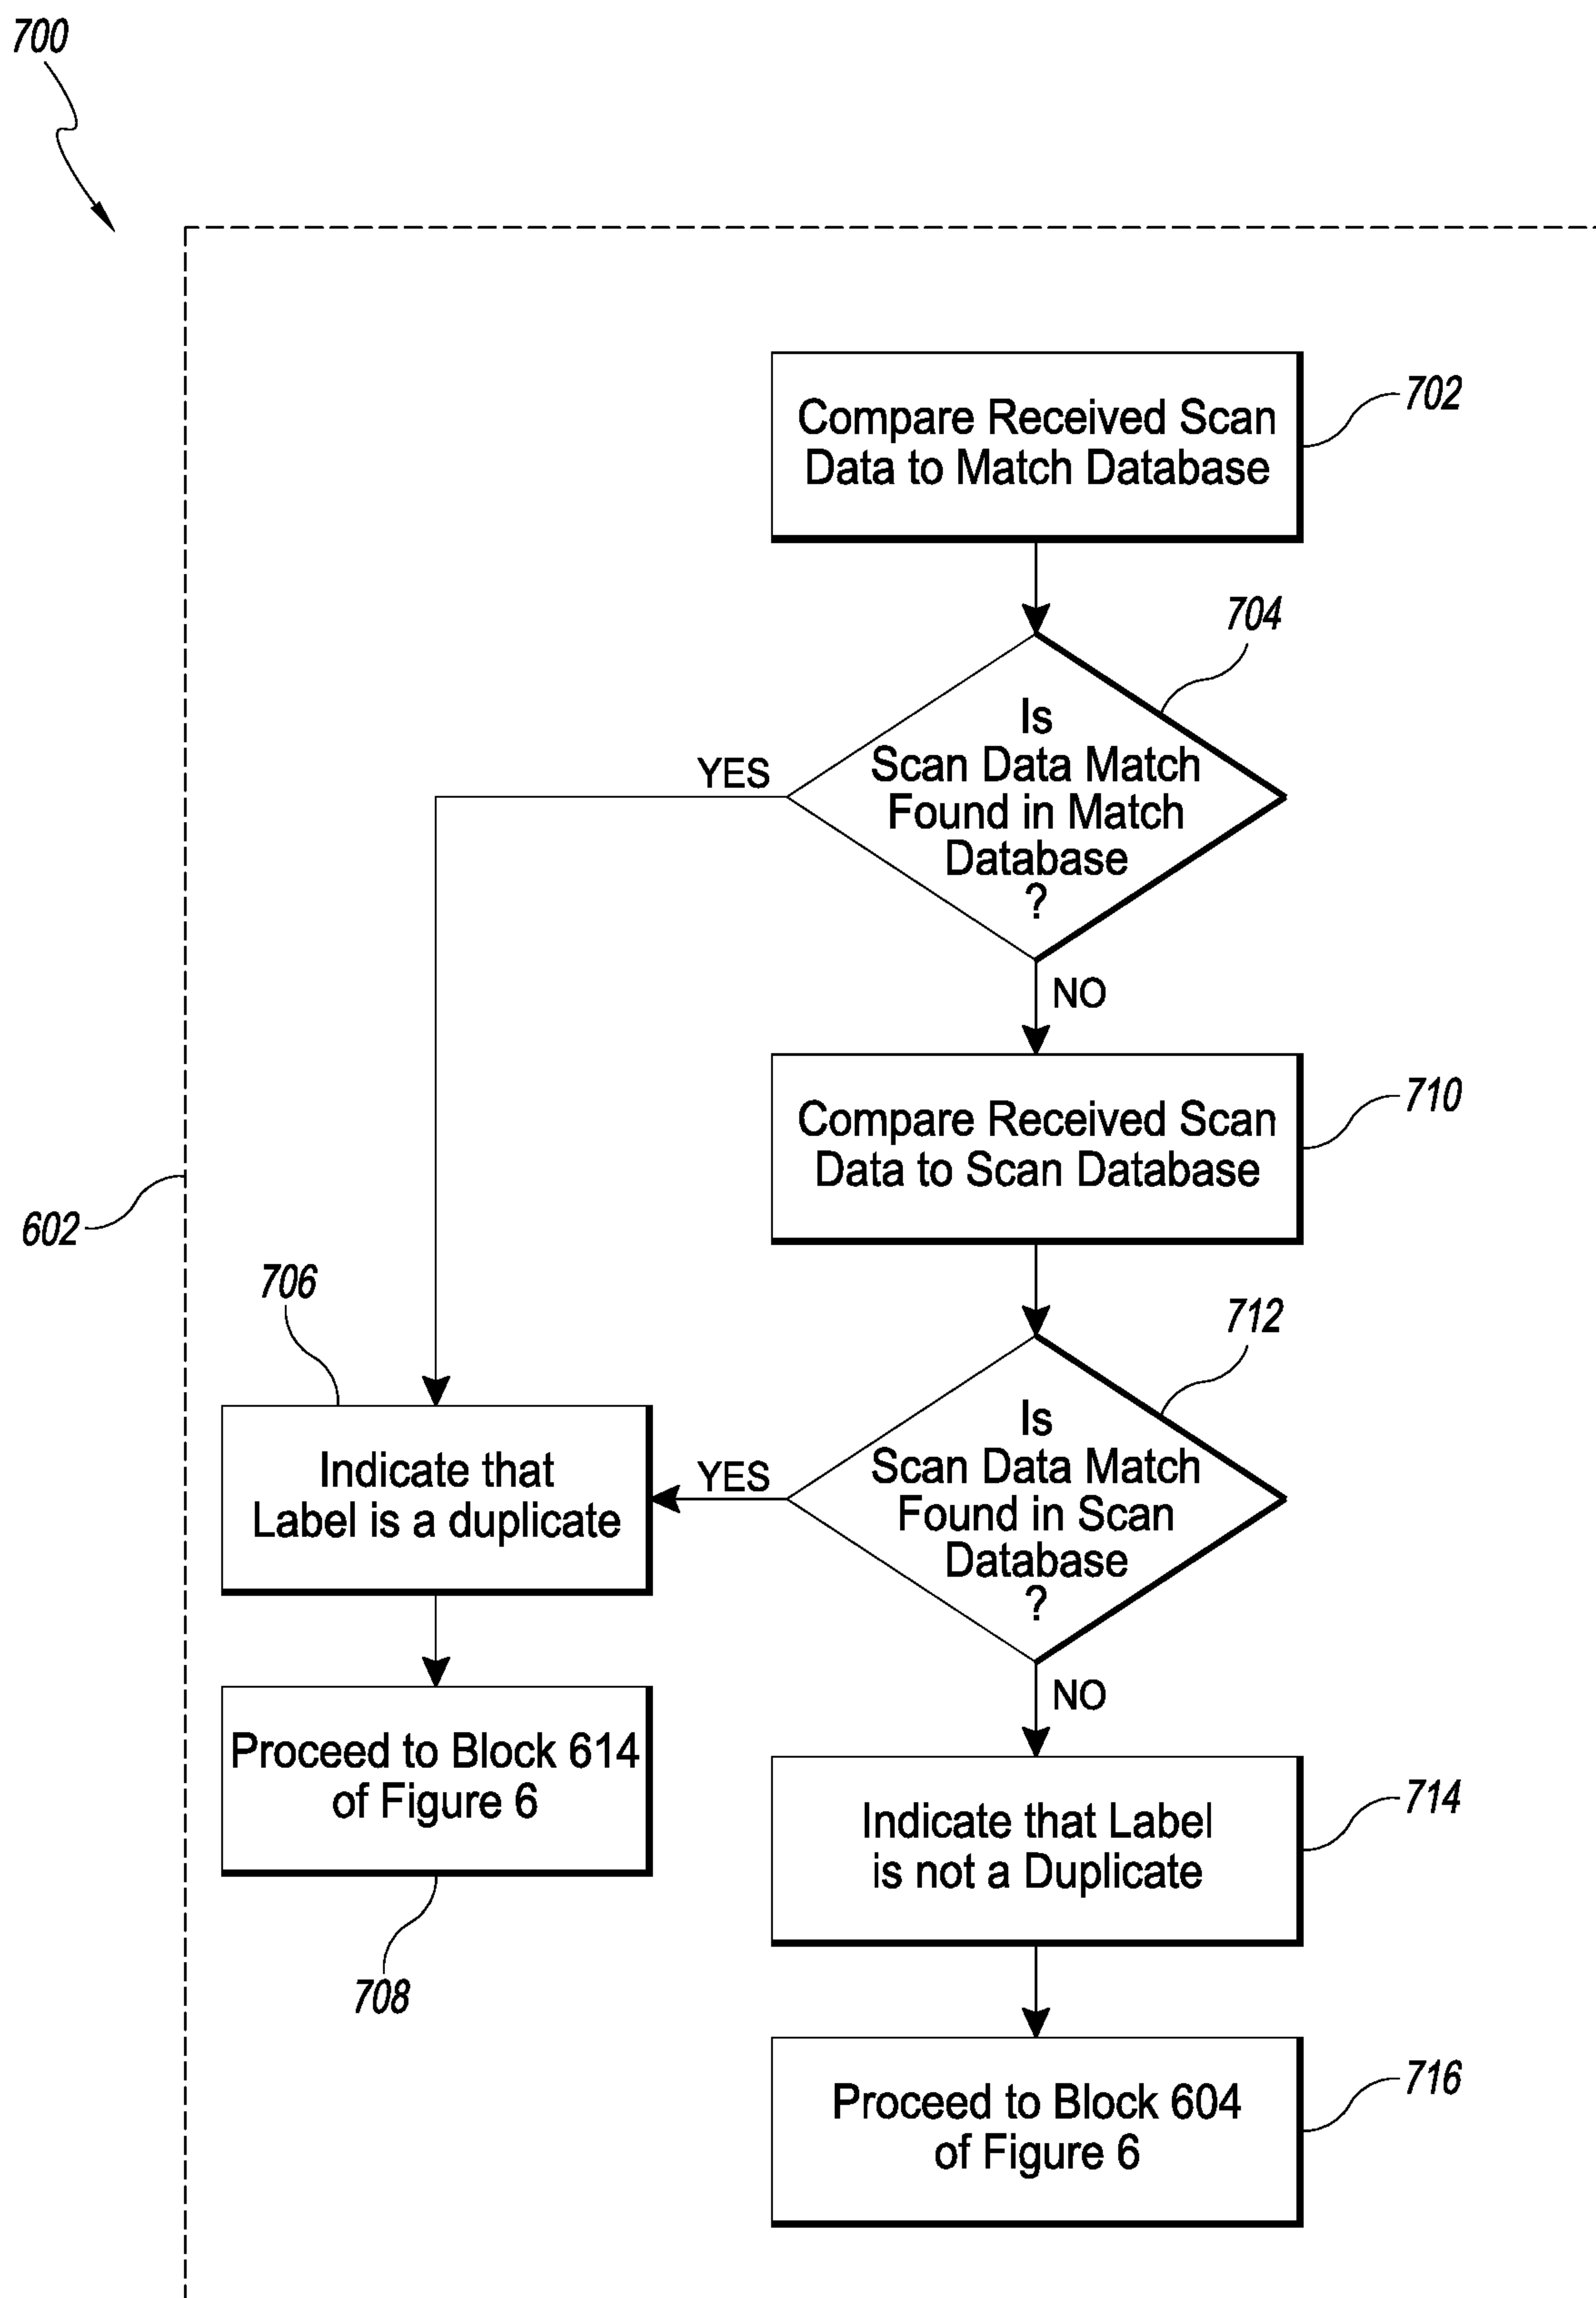 700
Compare Received Scan
Data to Match Database
702
704
Is
Scan Data Match
Found in Match
Database
?
YES
NO
Compare Received Scan
Data to Scan Database
710
602
706
712
Is
Scan Data Match
Found in Scan
Database
?
YES
Indicate that
Label is a duplicate
NO
Proceed to Block 614
of Figure 6
708
Indicate that Label
is not a Duplicate
714
Proceed to Block 604
of Figure 6
716